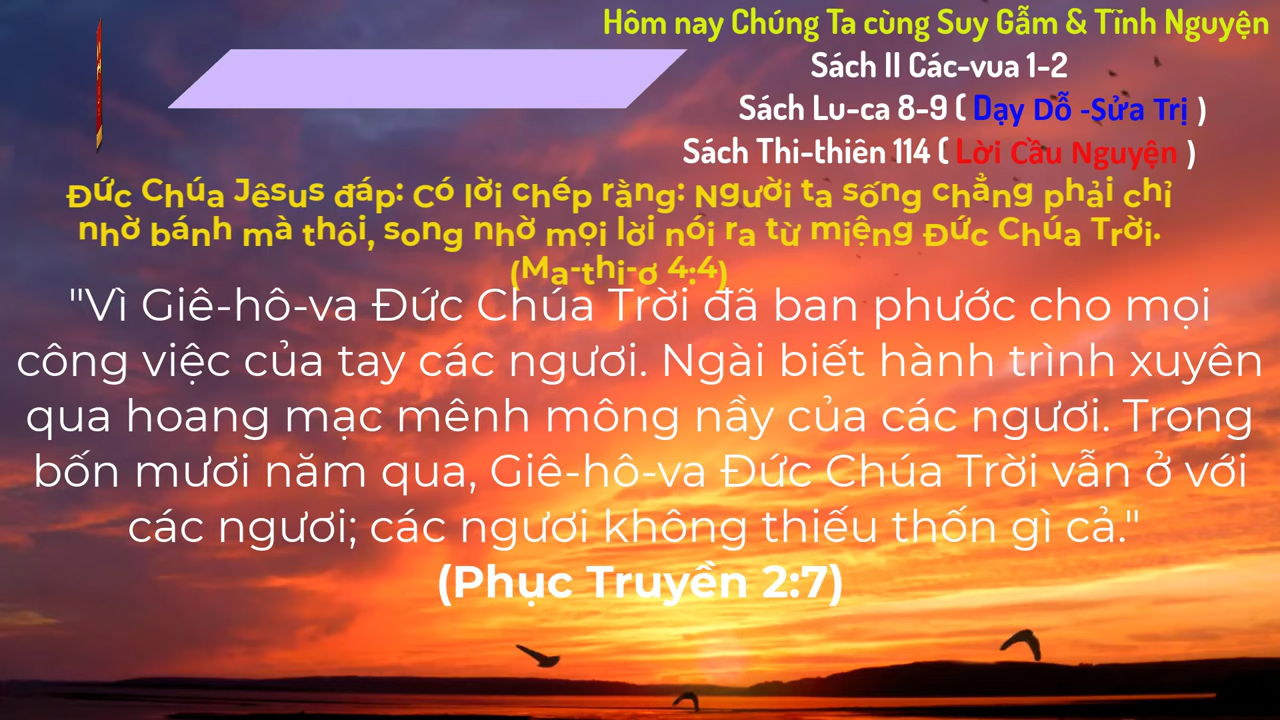 Hôm nay Chúng Ta cùng Suy Gẫm & Tĩnh Nguyện
Sách II Các-vua 1-2
Sách Lu-ca 8-9 ( Dạy Dỗ -Sửa Trị )
Sách Thi-thiên 114 ( Lời Cầu Nguyện )
Đức Chúa Jêsus đáp: Có lời chép rằng: Người ta sống chẳng phải chỉ
nhờ bánh mà thôi, song nhờ mọi lời nói ra từ miệng Đức Chúa Trời.
(Ma-thi-ơ 4:4)
"Vì Giê-hô-va Đức Chúa Trời đã ban phước cho mọi
công việc của tay các ngươi. Ngài biết hành trình xuyên
qua hoang mạc mênh mông nầy của các ngươi. Trong
bốn mươi năm qua, Giê-hô-va Đức Chúa Trời vẫn ở với
các ngươi; các ngươi không thiếu thốn gì cả."
(Phục Truyền 2:7)